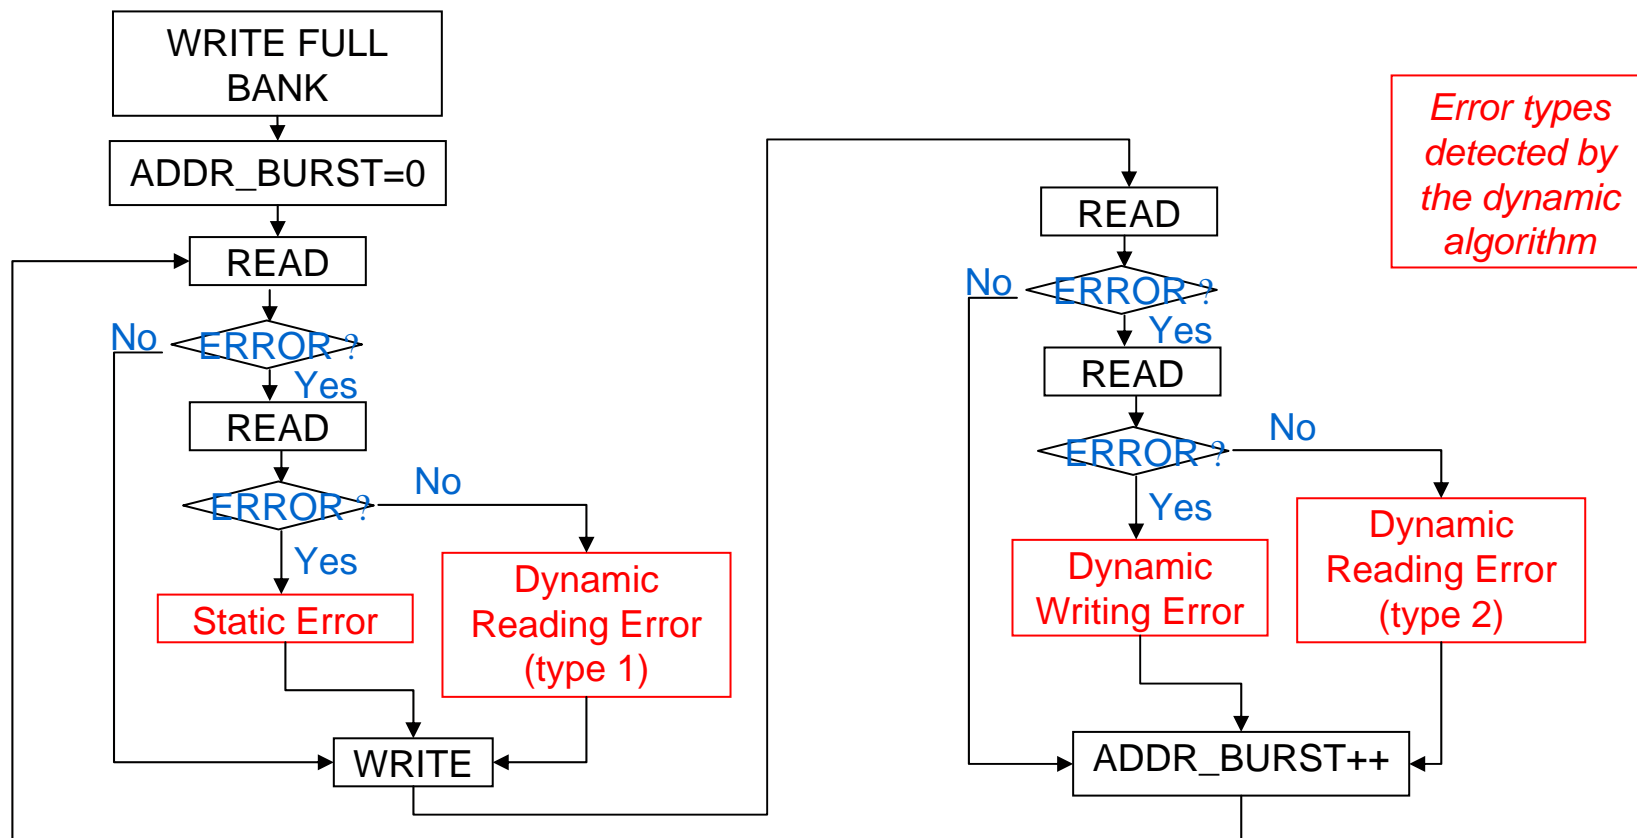 WRITE FULL
BANK
ADDR_BURST=0
READ
ERROR ?
No
Yes
READ
ERROR ?
No
Yes
Static Error
Dynamic
Reading Error
(type 1)
WRITE
READ
ERROR ?
No
Yes
READ
ERROR ?
No
Yes
Dynamic
Writing Error
Dynamic
Reading Error
(type 2)
ADDR_BURST++
Error types
detected by
the dynamic
algorithm